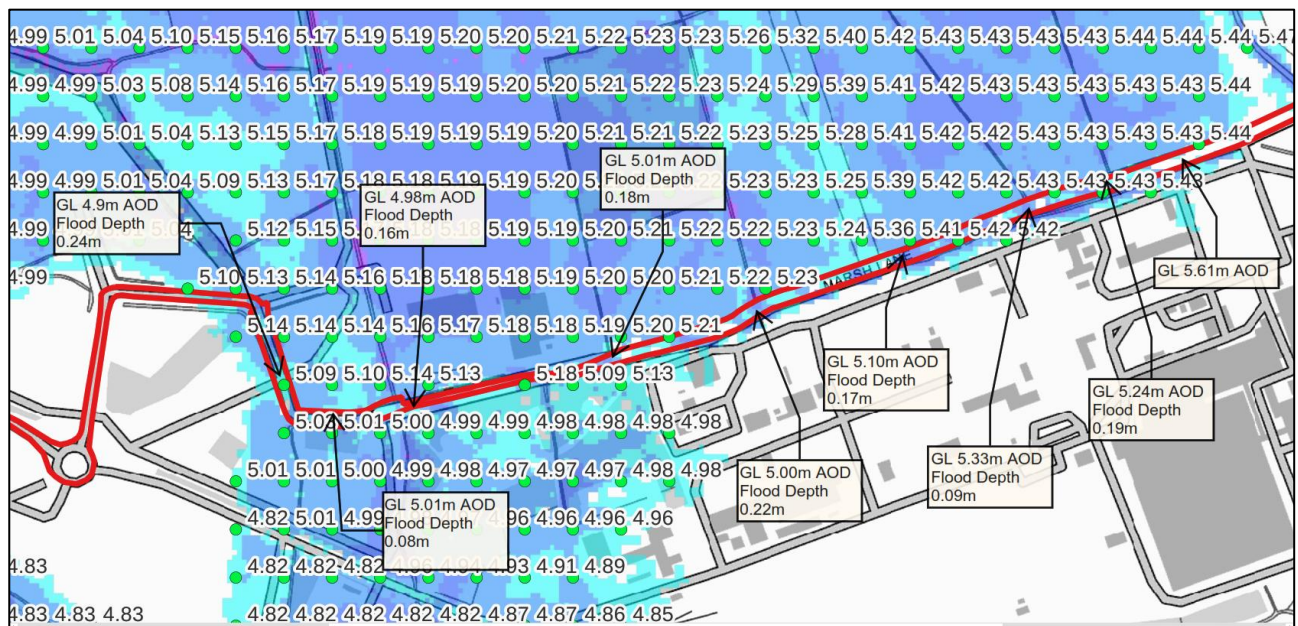 4.99 5.01 5.04 5.10 5.15 5.16 5.17 5.19 5.19 5.20 5.20 5.21 5.22 5.23 5.23 5.26 5.32 5.40 5.42 5.43 5.43 5.43 5.43 5.44 5.44 5.44 5.47
4.99 4.99 5.03 5.08 5.14 5.16 5.17 5.19 5.19 5.19 5.20 5.20 5.21 5.22 5.23 5.24 5.29 5.39 5.41 5.42 5.43 5.43 5.43 5.43 5.44
4.99 4.99 5.01 5.04 5.13 5.15 5.17 5.18 5.19 5.19 5.19 5.20 5.21 5.21 5.22 5.23 5.25 5.28 5.41 5.42 5.42 5.43 5.43 5.43 5.43 5.44
4.99 4.99 5.01 5.04 5.09 5.13 5.17 5.18 5.18 5.19 5.19 5.20 5.23 5.23 5.25 5.39 5.42 5.42 5.43 5.43 5.43 5.43
GL 5.01m AOD
Flood Depth
0.18m
GL 4.9m AOD
Flood Depth
0.24m
GL 4.98m AOD
Flood Depth
0.16m
4.99 5.12 5.15 5.19 5.19 5.20 5.21 5.22 5.22 5.23 5.24 5.36 5.41 5.42 5.42
4.99 5.10 5.13 5.14 5.16 5.18 5.18 5.18 5.19 5.20 5.20 5.21 5.22 5.23
MARSH LANE
GL 5.61m AOD
5.14 5.14 5.14 5.16 5.17 5.18 5.18 5.19 5.20 5.21
5.09 5.10 5.14 5.13 5.18 5.09 5.13
GL 5.10m AOD
Flood Depth
0.17m
GL 5.24m AOD
Flood Depth
0.19m
5.01 5.00 4.99 4.99 4.98 4.98 4.98 4.98
GL 5.33m AOD
Flood Depth
0.09m
5.01 5.01 5.00 4.99 4.98 4.97 4.97 4.97 4.98 4.98
GL 5.00m AOD
Flood Depth
0.22m
GL 5.01m AOD
Flood Depth
0.08m
4.82 5.01 4.99 4.96 4.96 4.96 4.96
4.83 4.82 4.82 4.82 4.93 4.91 4.89
4.83 4.83 4.83 4.82 4.82 4.82 4.82 4.82 4.87 4.87 4.86 4.85